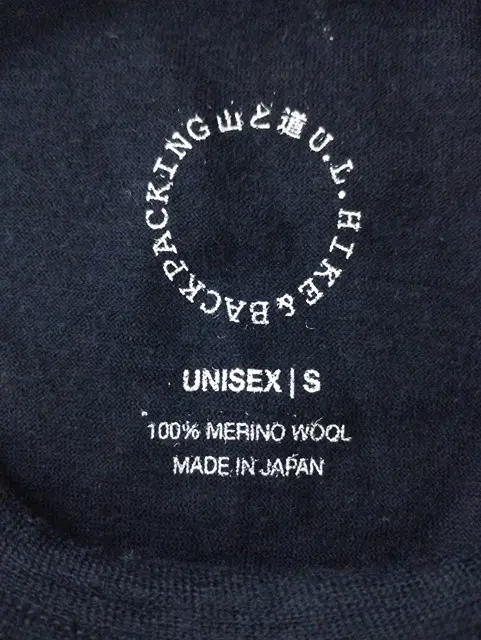 山と道 U.L. HIKE & BACKPACKING
UNISEX | S
100% MERINO WOOL
MADE IN JAPAN